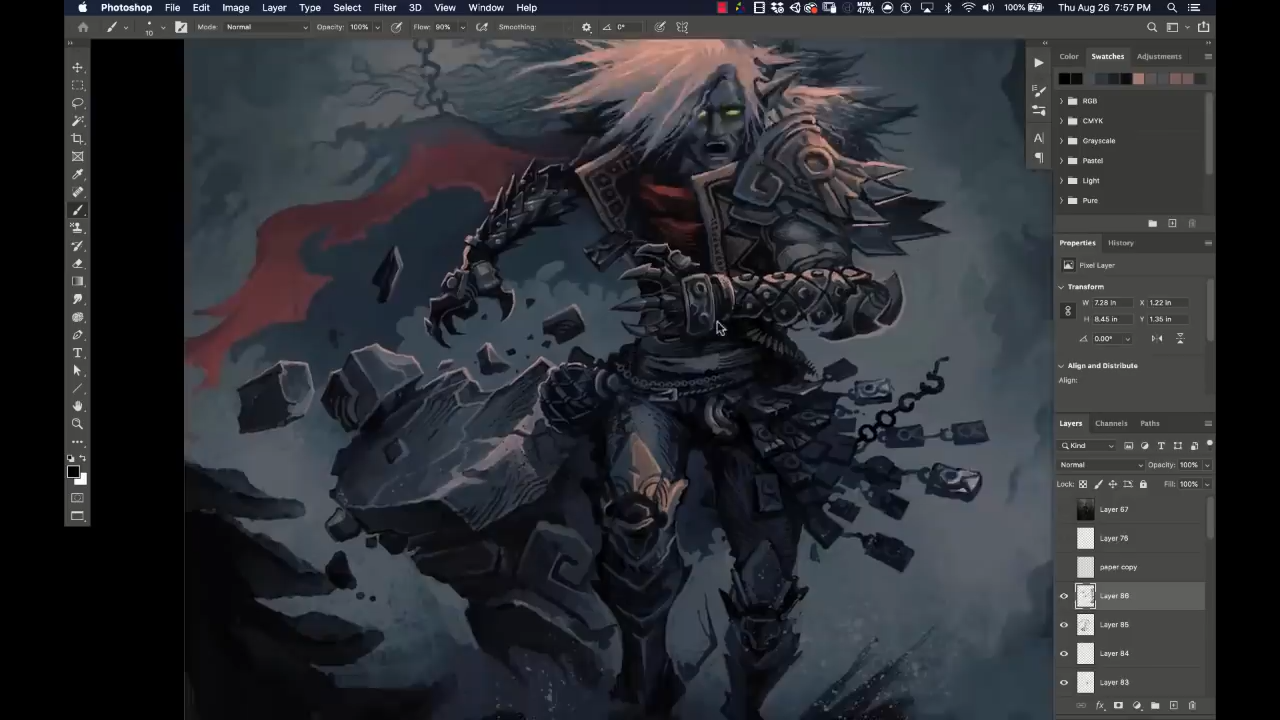 Photoshop File Edit Image Layer Type Select Filter 3D View Window Help MEM 47% 100% Thu Aug 26 7:57 PM
10 Mode: Normal Opacity: 100% Flow: 90% Smoothing: 0°
Color Swatches Adjustments
RGB
CMYK
Grayscale
Pastel
Light
Pure
Properties History
Pixel Layer
Transform
W 7.28 in X 1.22 in
H 8.45 in Y 1.35 in
0.00°
Align and Distribute
Align:
Layers Channels Paths
Kind
Normal Opacity: 100%
Lock: Fill: 100%
Layer 67
Layer 76
paper copy
Layer 86
Layer 85
Layer 84
Layer 83